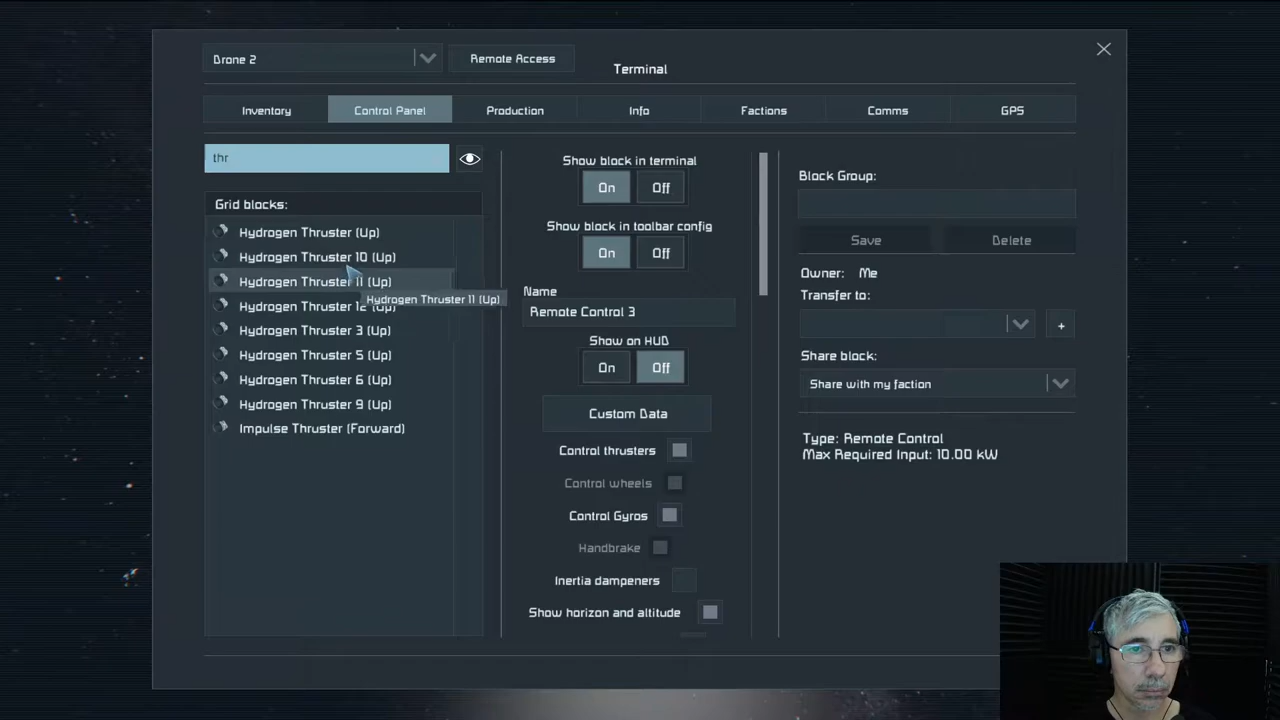 Drone 2
Remote Access
Terminal
Inventory
Control Panel
Production
Info
Factions
Comms
GPS
thr
Grid blocks:
Hydrogen Thruster (Up)
Hydrogen Thruster 10 (Up)
Hydrogen Thruster 11 (Up)
Hydrogen Thruster 11 (Up)
Hydrogen Thruster 12 (Up)
Hydrogen Thruster 3 (Up)
Hydrogen Thruster 5 (Up)
Hydrogen Thruster 6 (Up)
Hydrogen Thruster 9 (Up)
Impulse Thruster (Forward)
Show block in terminal
On Off
Show block in toolbar config
On Off
Name
Remote Control 3
Show on HUD
On Off
Custom Data
Control thrusters
Control wheels
Control Gyros
Handbrake
Inertia dampeners
Show horizon and altitude
Block Group:
Save Delete
Owner: Me
Transfer to:
+
Share block:
Share with my faction
Type: Remote Control
Max Required Input: 10.00 kW